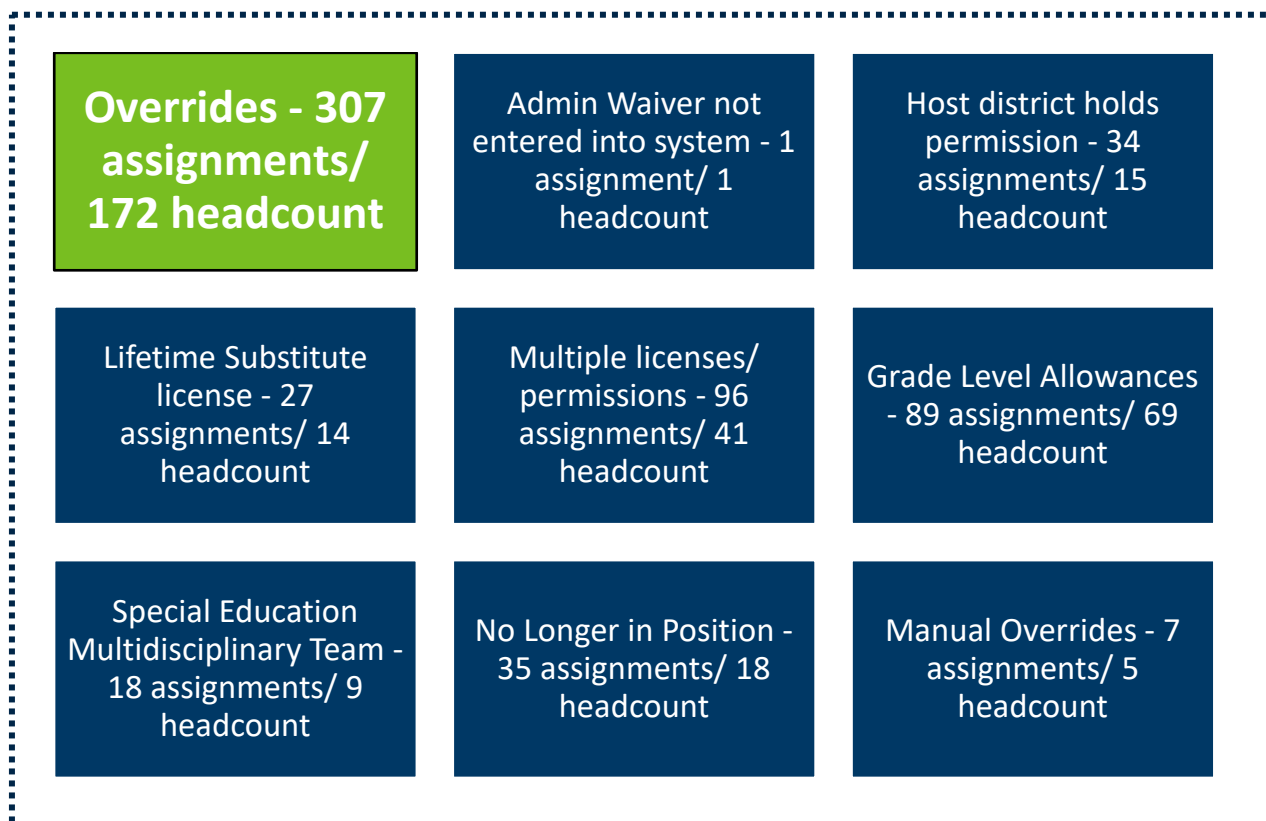 Overrides - 307
assignments/
172 headcount
Admin Waiver not
entered into system - 1
assignment/ 1
headcount
Host district holds
permission - 34
assignments/ 15
headcount
Lifetime Substitute
license - 27
assignments/ 14
headcount
Multiple licenses/
permissions - 96
assignments/ 41
headcount
Grade Level Allowances
- 89 assignments/ 69
headcount
Special Education
Multidisciplinary Team -
18 assignments/ 9
headcount
No Longer in Position -
35 assignments/ 18
headcount
Manual Overrides - 7
assignments/ 5
headcount